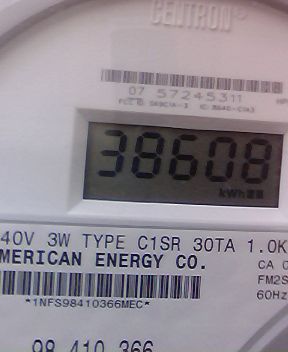 CENTRON®
07 57245311
38608
kWh
40V 3W TYPE C1SR 30TA 1.0K
MERICAN ENERGY CO.
CA 0
FM2S
60Hz
*1NFS98410366MEC*
98 410 366